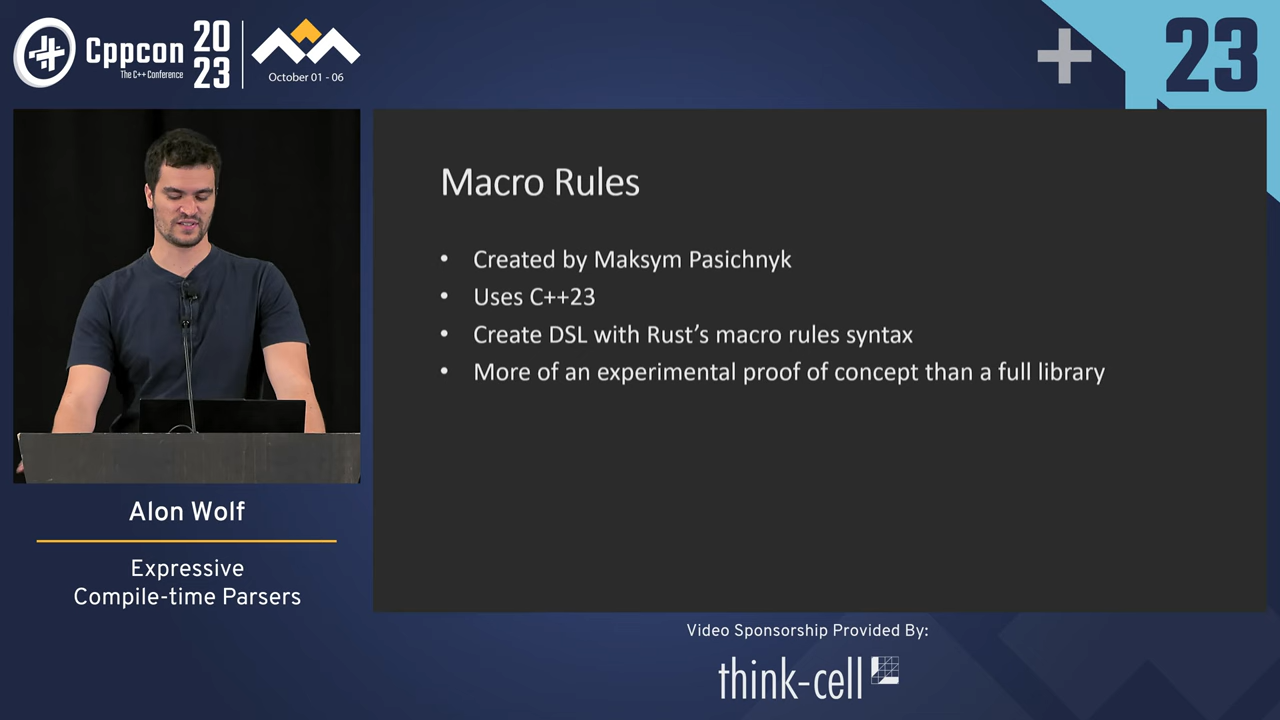 Cppcon
The C++ Conference
20
23
October 01 - 06
23
Macro Rules
• Created by Maksym Pasichnyk
• Uses C++23
• Create DSL with Rust’s macro rules syntax
• More of an experimental proof of concept than a full library
Alon Wolf
Expressive
Compile-time Parsers
Video Sponsorship Provided By:
think-cell